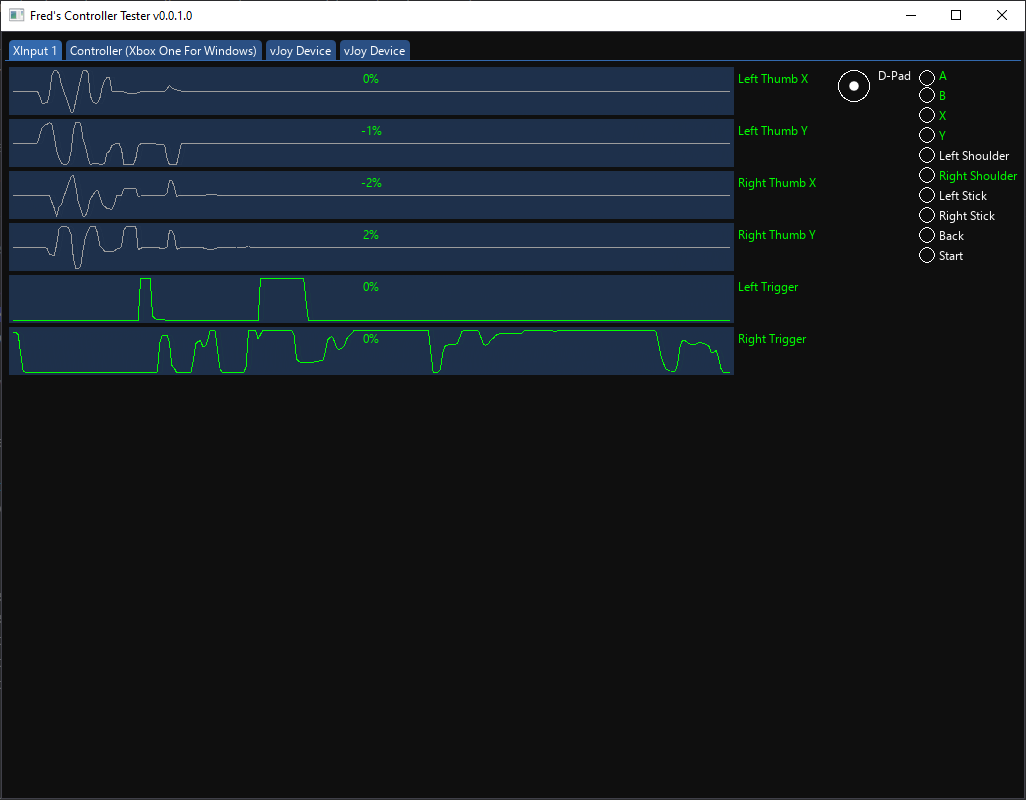 Fred's Controller Tester v0.0.1.0
XInput 1
Controller (Xbox One For Windows)
vJoy Device
vJoy Device
0%
Left Thumb X
-1%
Left Thumb Y
-2%
Right Thumb X
2%
Right Thumb Y
0%
Left Trigger
0%
Right Trigger
D-Pad
A
B
X
Y
Left Shoulder
Right Shoulder
Left Stick
Right Stick
Back
Start